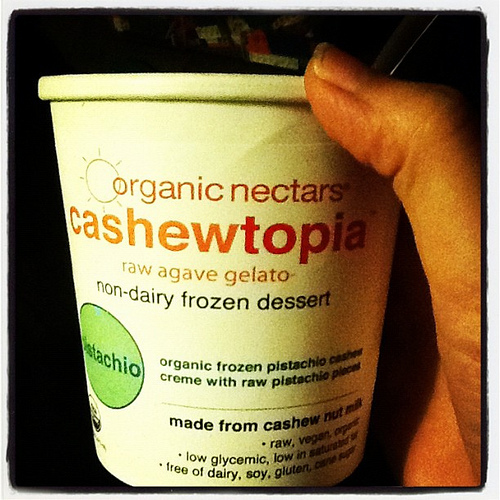 organic nectars®
cashewtopia™
raw agave gelato
non-dairy frozen dessert
pistachio
organic frozen pistachio cashew
creme with raw pistachio pieces
made from cashew nut milk
• raw, vegan, organic
• low glycemic, low in saturated fat
• free of dairy, soy, gluten, cane sugar